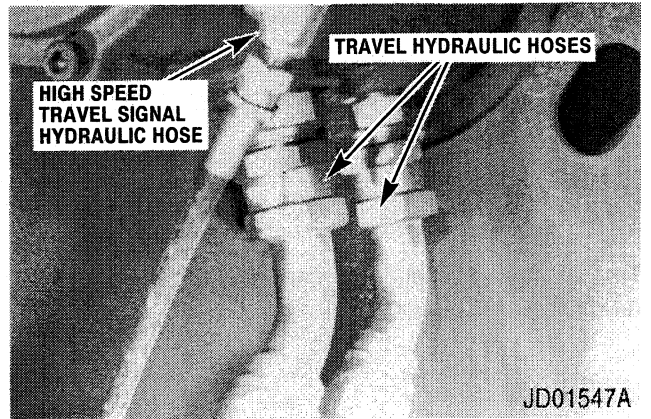 TRAVEL HYDRAULIC HOSES
HIGH SPEED
TRAVEL SIGNAL
HYDRAULIC HOSE
JD01547A